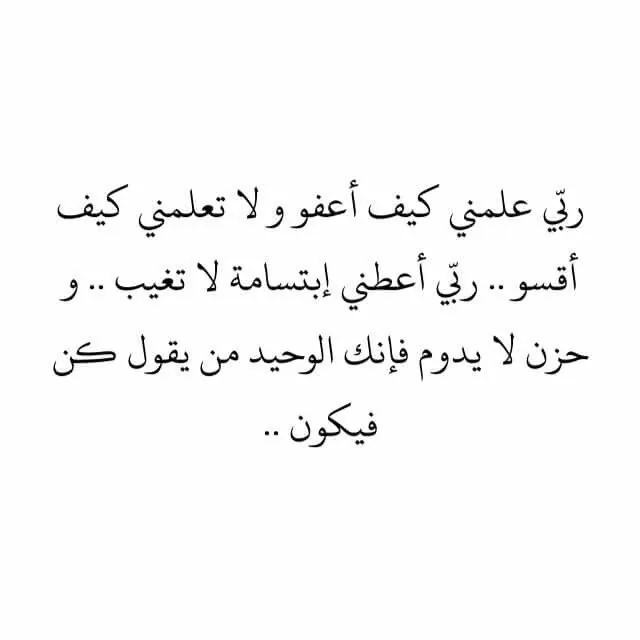 ربّي علمني كيف أعفو و لا تعلمني كيف
أقسو .. ربّي أعطني إبتسامة لا تغيب .. و
حزن لا يدوم فإنك الوحيد من يقول كن
فيكون ..